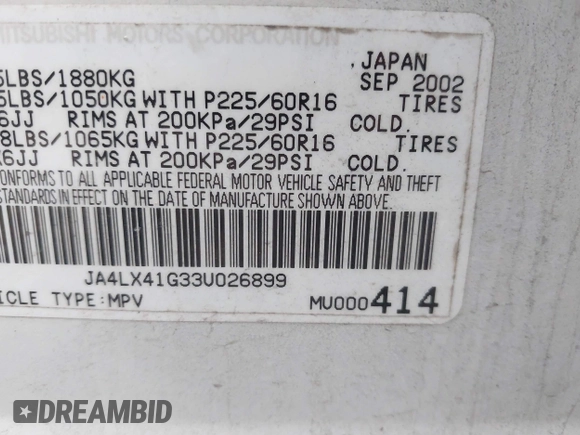 MITSUBISHI MOTORS CORPORATION
JAPAN
5LBS/1880KG SEP 2002
5LBS/1050KG WITH P225/60R16 TIRES
6JJ RIMS AT 200KPa/29PSI COLD.
8LBS/1065KG WITH P225/60R16 TIRES
X6JJ RIMS AT 200KPa/29PSI COLD.
CONFORMS TO ALL APPLICABLE FEDERAL MOTOR VEHICLE SAFETY AND THEFT
STANDARDS IN EFFECT ON THE DATE OF MANUFACTURE SHOWN ABOVE.
JA4LX41G33U026899
ICLE TYPE:MPV MU000414
DREAMBID